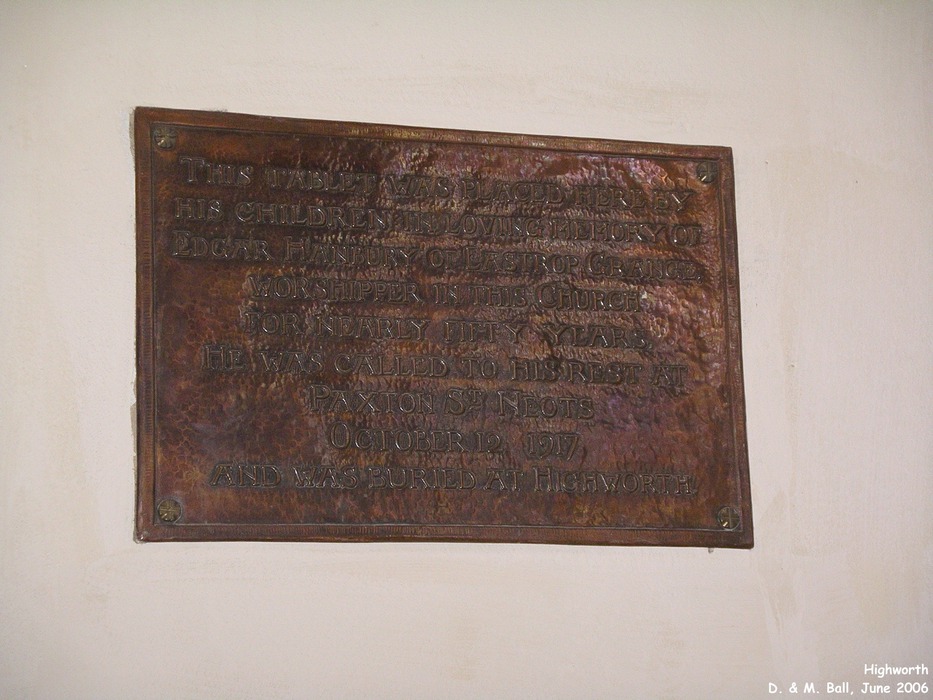 This tablet was placed here by
his children in loving memory of
Edgar Hanbury of Eastrop Grange,
worshipper in this Church
for nearly fifty years.
He was called to his rest at
Paxton St. Neots
October 12, 1917,
and was buried at Highworth.
Highworth
D. & M. Ball, June 2006